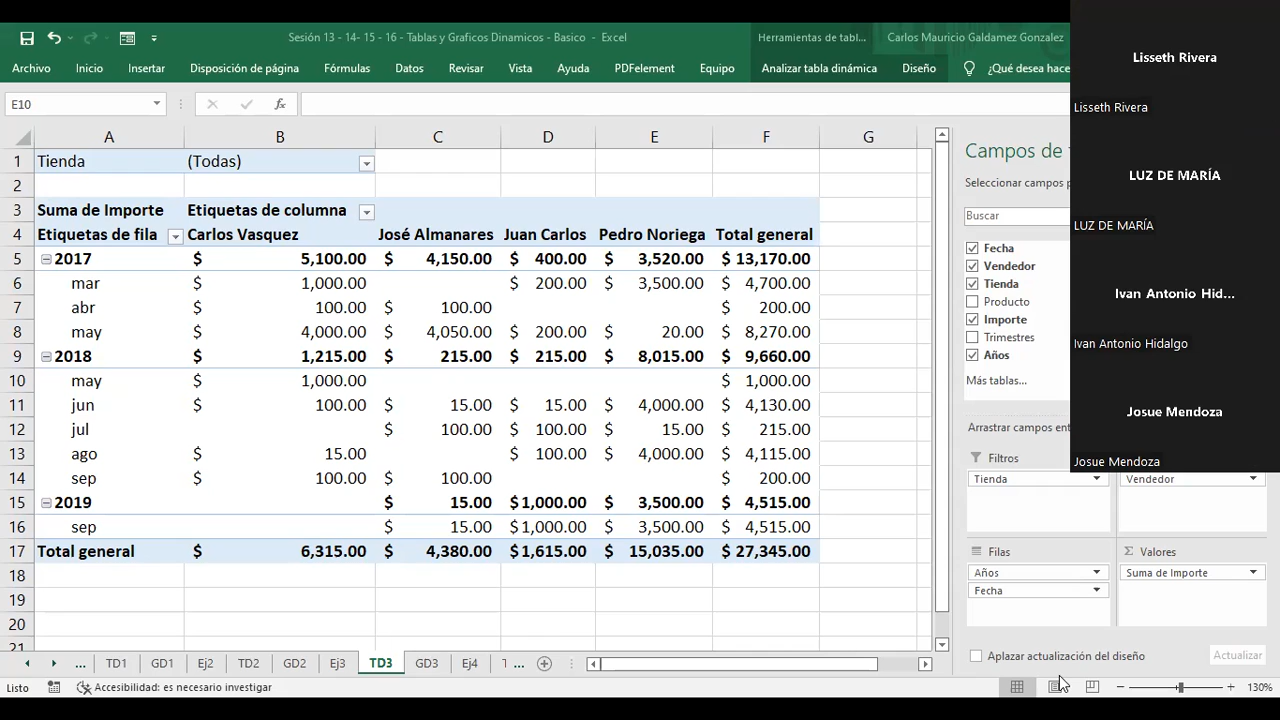 Sesión 13 - 14- 15 - 16 - Tablas y Graficos Dinamicos - Basico - Excel
Herramientas de tabl...
Carlos Mauricio Galdamez Gonzalez
Archivo Inicio Insertar Disposición de página Fórmulas Datos Revisar Vista Ayuda PDFelement Equipo Analizar tabla dinámica Diseño ¿Qué desea hace
E10
fx
A B C D E F G
1 Tienda (Todas)
2
3 Suma de Importe Etiquetas de columna
4 Etiquetas de fila Carlos Vasquez José Almanares Juan Carlos Pedro Noriega Total general
5 2017 $ 5,100.00 $ 4,150.00 $ 400.00 $ 3,520.00 $ 13,170.00
6 mar $ 1,000.00 $ 200.00 $ 3,500.00 $ 4,700.00
7 abr $ 100.00 $ 100.00 $ 200.00
8 may $ 4,000.00 $ 4,050.00 $ 200.00 $ 20.00 $ 8,270.00
9 2018 $ 1,215.00 $ 215.00 $ 215.00 $ 8,015.00 $ 9,660.00
10 may $ 1,000.00 $ 1,000.00
11 jun $ 100.00 $ 15.00 $ 15.00 $ 4,000.00 $ 4,130.00
12 jul $ 100.00 $ 100.00 $ 15.00 $ 215.00
13 ago $ 15.00 $ 100.00 $ 4,000.00 $ 4,115.00
14 sep $ 100.00 $ 100.00 $ 200.00
15 2019 $ 15.00 $ 1,000.00 $ 3,500.00 $ 4,515.00
16 sep $ 15.00 $ 1,000.00 $ 3,500.00 $ 4,515.00
17 Total general $ 6,315.00 $ 4,380.00 $ 1,615.00 $ 15,035.00 $ 27,345.00
18
19
20
21
... TD1 GD1 Ej2 TD2 GD2 Ej3 TD3 GD3 Ej4 T ...
Listo
Accesibilidad: es necesario investigar
130%
Campos de
Seleccionar campos p
Buscar
Fecha
Vendedor
Tienda
Producto
Importe
Trimestres
Años
Más tablas...
Arrastrar campos ent
Filtros
Tienda
Vendedor
Filas
Σ Valores
Años
Suma de Importe
Fecha
Aplazar actualización del diseño
Actualizar
Lisseth Rivera
Lisseth Rivera
LUZ DE MARÍA
LUZ DE MARÍA
Ivan Antonio Hid...
Ivan Antonio Hidalgo
Josue Mendoza
Josue Mendoza